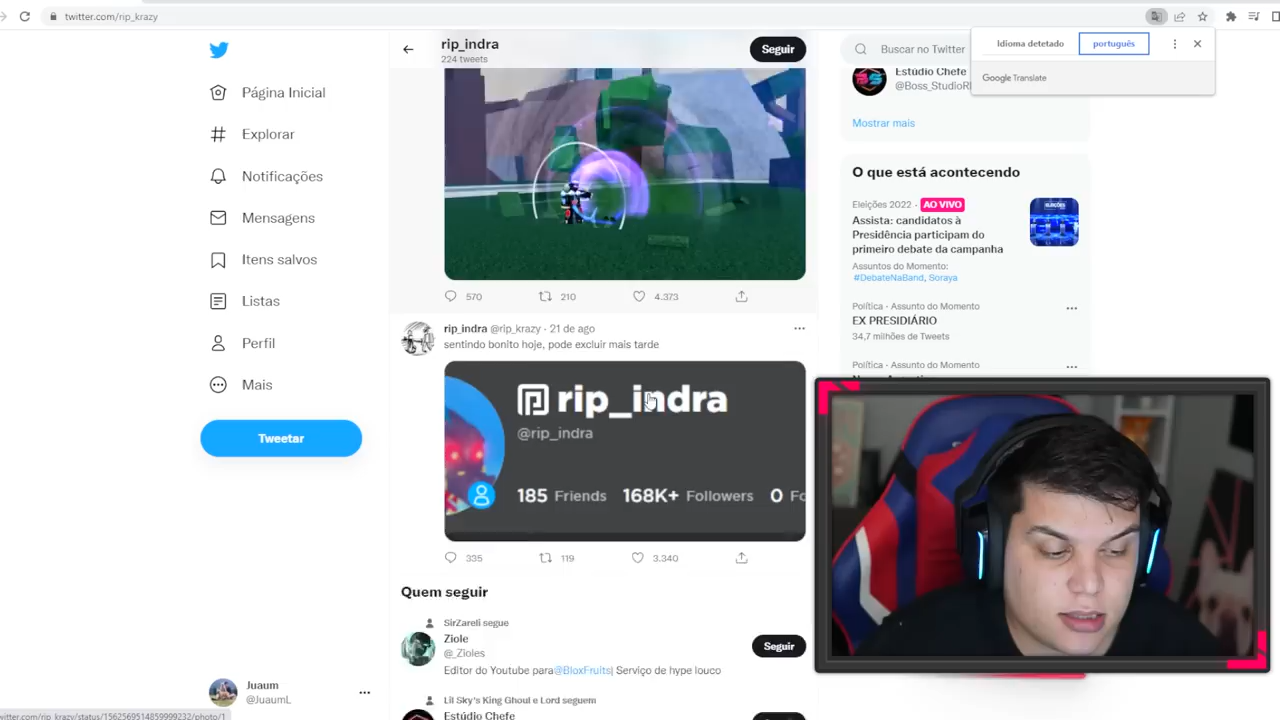 twitter.com/rip_krazy
Idioma detetado
português
Google Translate
Página Inicial
Explorar
Notificações
Mensagens
Itens salvos
Listas
Perfil
Mais
Tweetar
Juaum
@JuaumL
rip_indra
224 tweets
Seguir
570
210
4.373
rip_indra @rip_krazy · 21 de ago
sentindo bonito hoje, pode excluir mais tarde
rip_indra
@rip_indra
185 Friends 168K+ Followers 0 Fo
335
119
3.340
Quem seguir
SirZareli segue
Ziole
@_Zioles
Seguir
Editor do Youtube para@BloxFruits| Serviço de hype louco
Lil Sky's King Ghoul e Lord seguem
Estúdio Chefe
Buscar no Twitter
Estúdio Chefe
@Boss_StudioR
Mostrar mais
O que está acontecendo
Eleições 2022 · AO VIVO
Assista: candidatos à
Presidência participam do
primeiro debate da campanha
Assuntos do Momento:
#DebateNaBand, Soraya
Política · Assunto do Momento
EX PRESIDIÁRIO
34,7 milhões de Tweets
Política · Assunto do Momento
witter.com/rip_krazy/status/1562569514859999232/photo/1